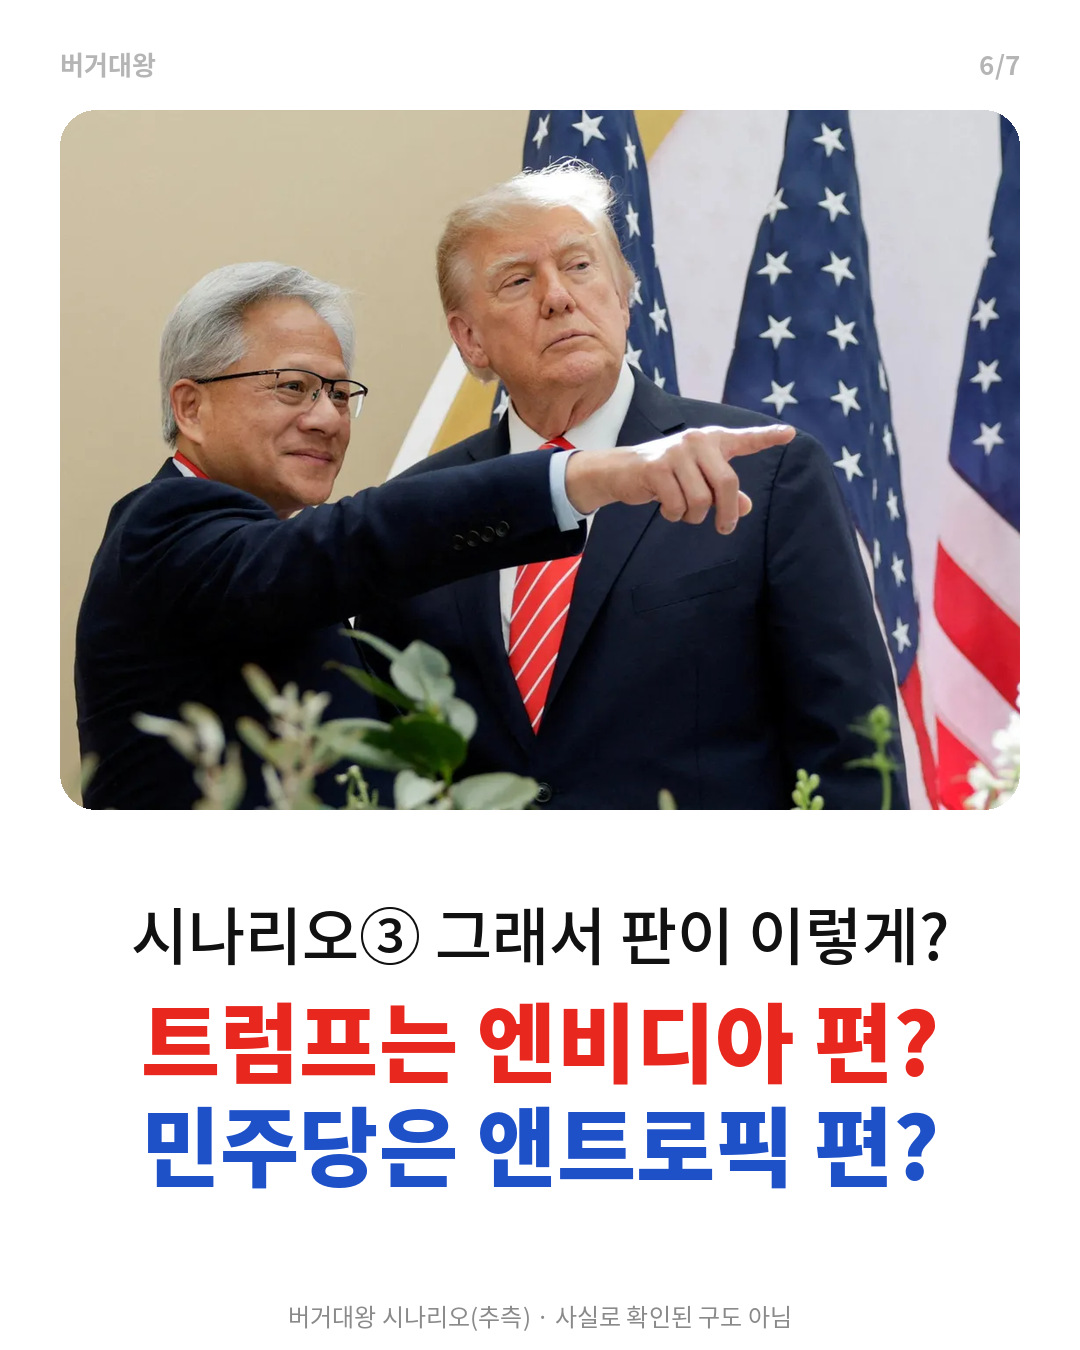 버거대왕
6/7
시나리오③ 그래서 판이 이렇게?
트럼프는 엔비디아 편?
민주당은 앤트로픽 편?
버거대왕 시나리오(추측) · 사실로 확인된 구도 아님